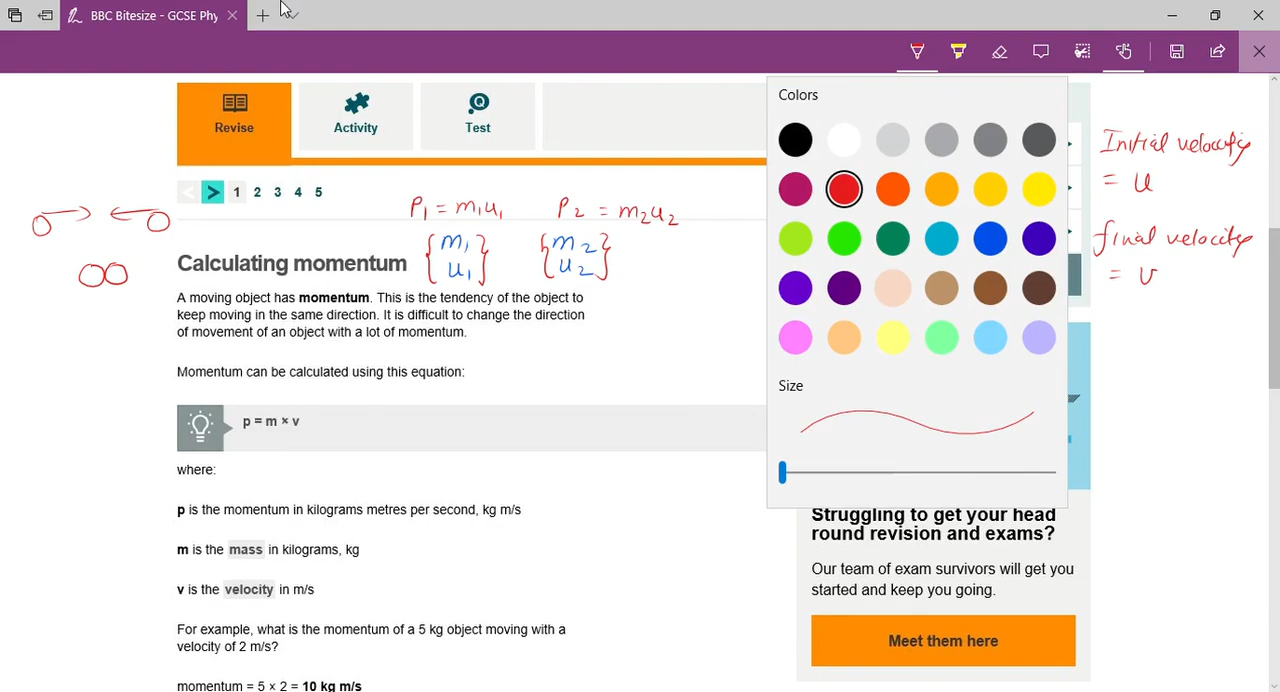 BBC Bitesize - GCSE Phy
Revise
Activity
Test
1 2 3 4 5
P1 = m1u1
P2 = m2u2
m1
u1
m2
u2
Calculating momentum
A moving object has momentum. This is the tendency of the object to
keep moving in the same direction. It is difficult to change the direction
of movement of an object with a lot of momentum.
Momentum can be calculated using this equation:
p = m × v
where:
p is the momentum in kilograms metres per second, kg m/s
m is the mass in kilograms, kg
v is the velocity in m/s
For example, what is the momentum of a 5 kg object moving with a
velocity of 2 m/s?
momentum = 5 × 2 = 10 kg m/s
Colors
Size
Initial velocity
= u
final velocity
= v
Struggling to get your head
round revision and exams?
Our team of exam survivors will get you
started and keep you going.
Meet them here